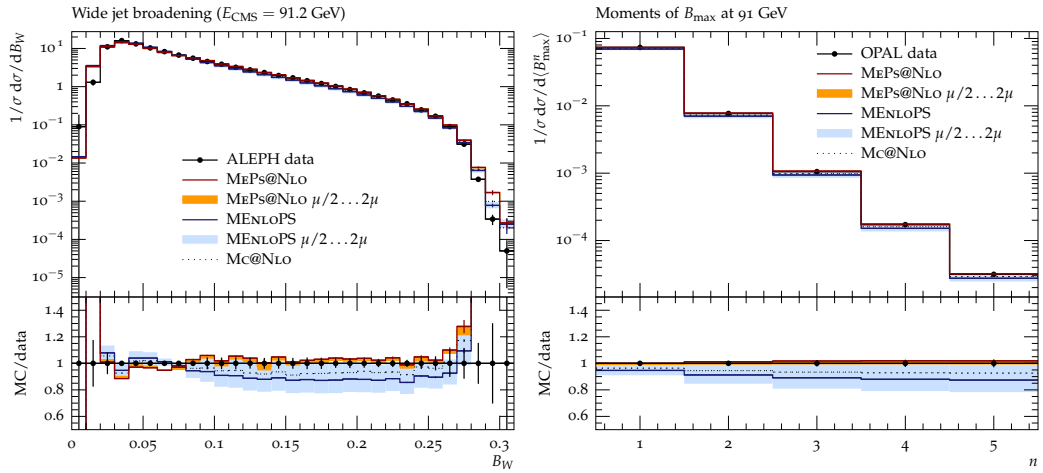 Wide jet broadening (E_CMS = 91.2 GeV)
1/σ dσ/dB_W
10^1
1
10^−1
10^−2
10^−3
10^−4
10^−5
ALEPH data
MEPS@NLO
MEPS@NLO μ/2...2μ
MENLOPS
MENLOPS μ/2...2μ
MC@NLO
MC/data
1.4
1.2
1.0
0.8
0.6
0 0.05 0.1 0.15 0.2 0.25 0.3
B_W
Moments of B_max at 91 GeV
1/σ dσ/d⟨B^n_max⟩
10^−1
10^−2
10^−3
10^−4
OPAL data
MEPS@NLO
MEPS@NLO μ/2...2μ
MENLOPS
MENLOPS μ/2...2μ
MC@NLO
MC/data
1.4
1.2
1.0
0.8
0.6
1 2 3 4 5
n